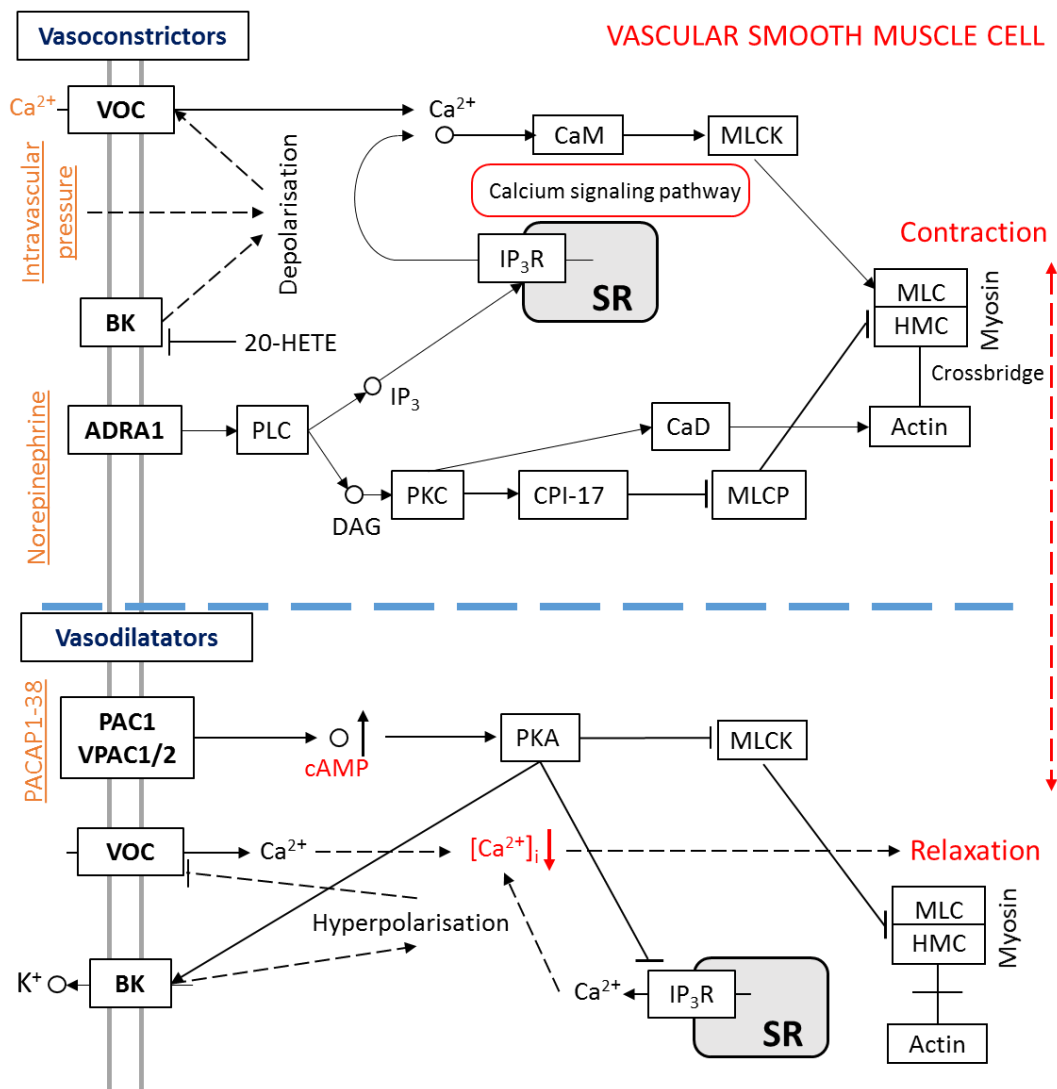 Vasoconstrictors
VASCULAR SMOOTH MUSCLE CELL
Ca²⁺
VOC
Ca²⁺
CaM
MLCK
Intravascular
pressure
Depolarisation
Calcium signaling pathway
Contraction
IP₃R
SR
MLC
HMC
Myosin
BK
20-HETE
Crossbridge
IP₃
Norepinephrine
ADRA1
PLC
CaD
Actin
DAG
PKC
CPI-17
MLCP
Vasodilatators
PACAP1-38
PAC1
VPAC1/2
cAMP
PKA
MLCK
VOC
Ca²⁺
[Ca²⁺]ᵢ
Relaxation
Hyperpolarisation
MLC
HMC
Myosin
K⁺
BK
Ca²⁺
IP₃R
SR
Actin